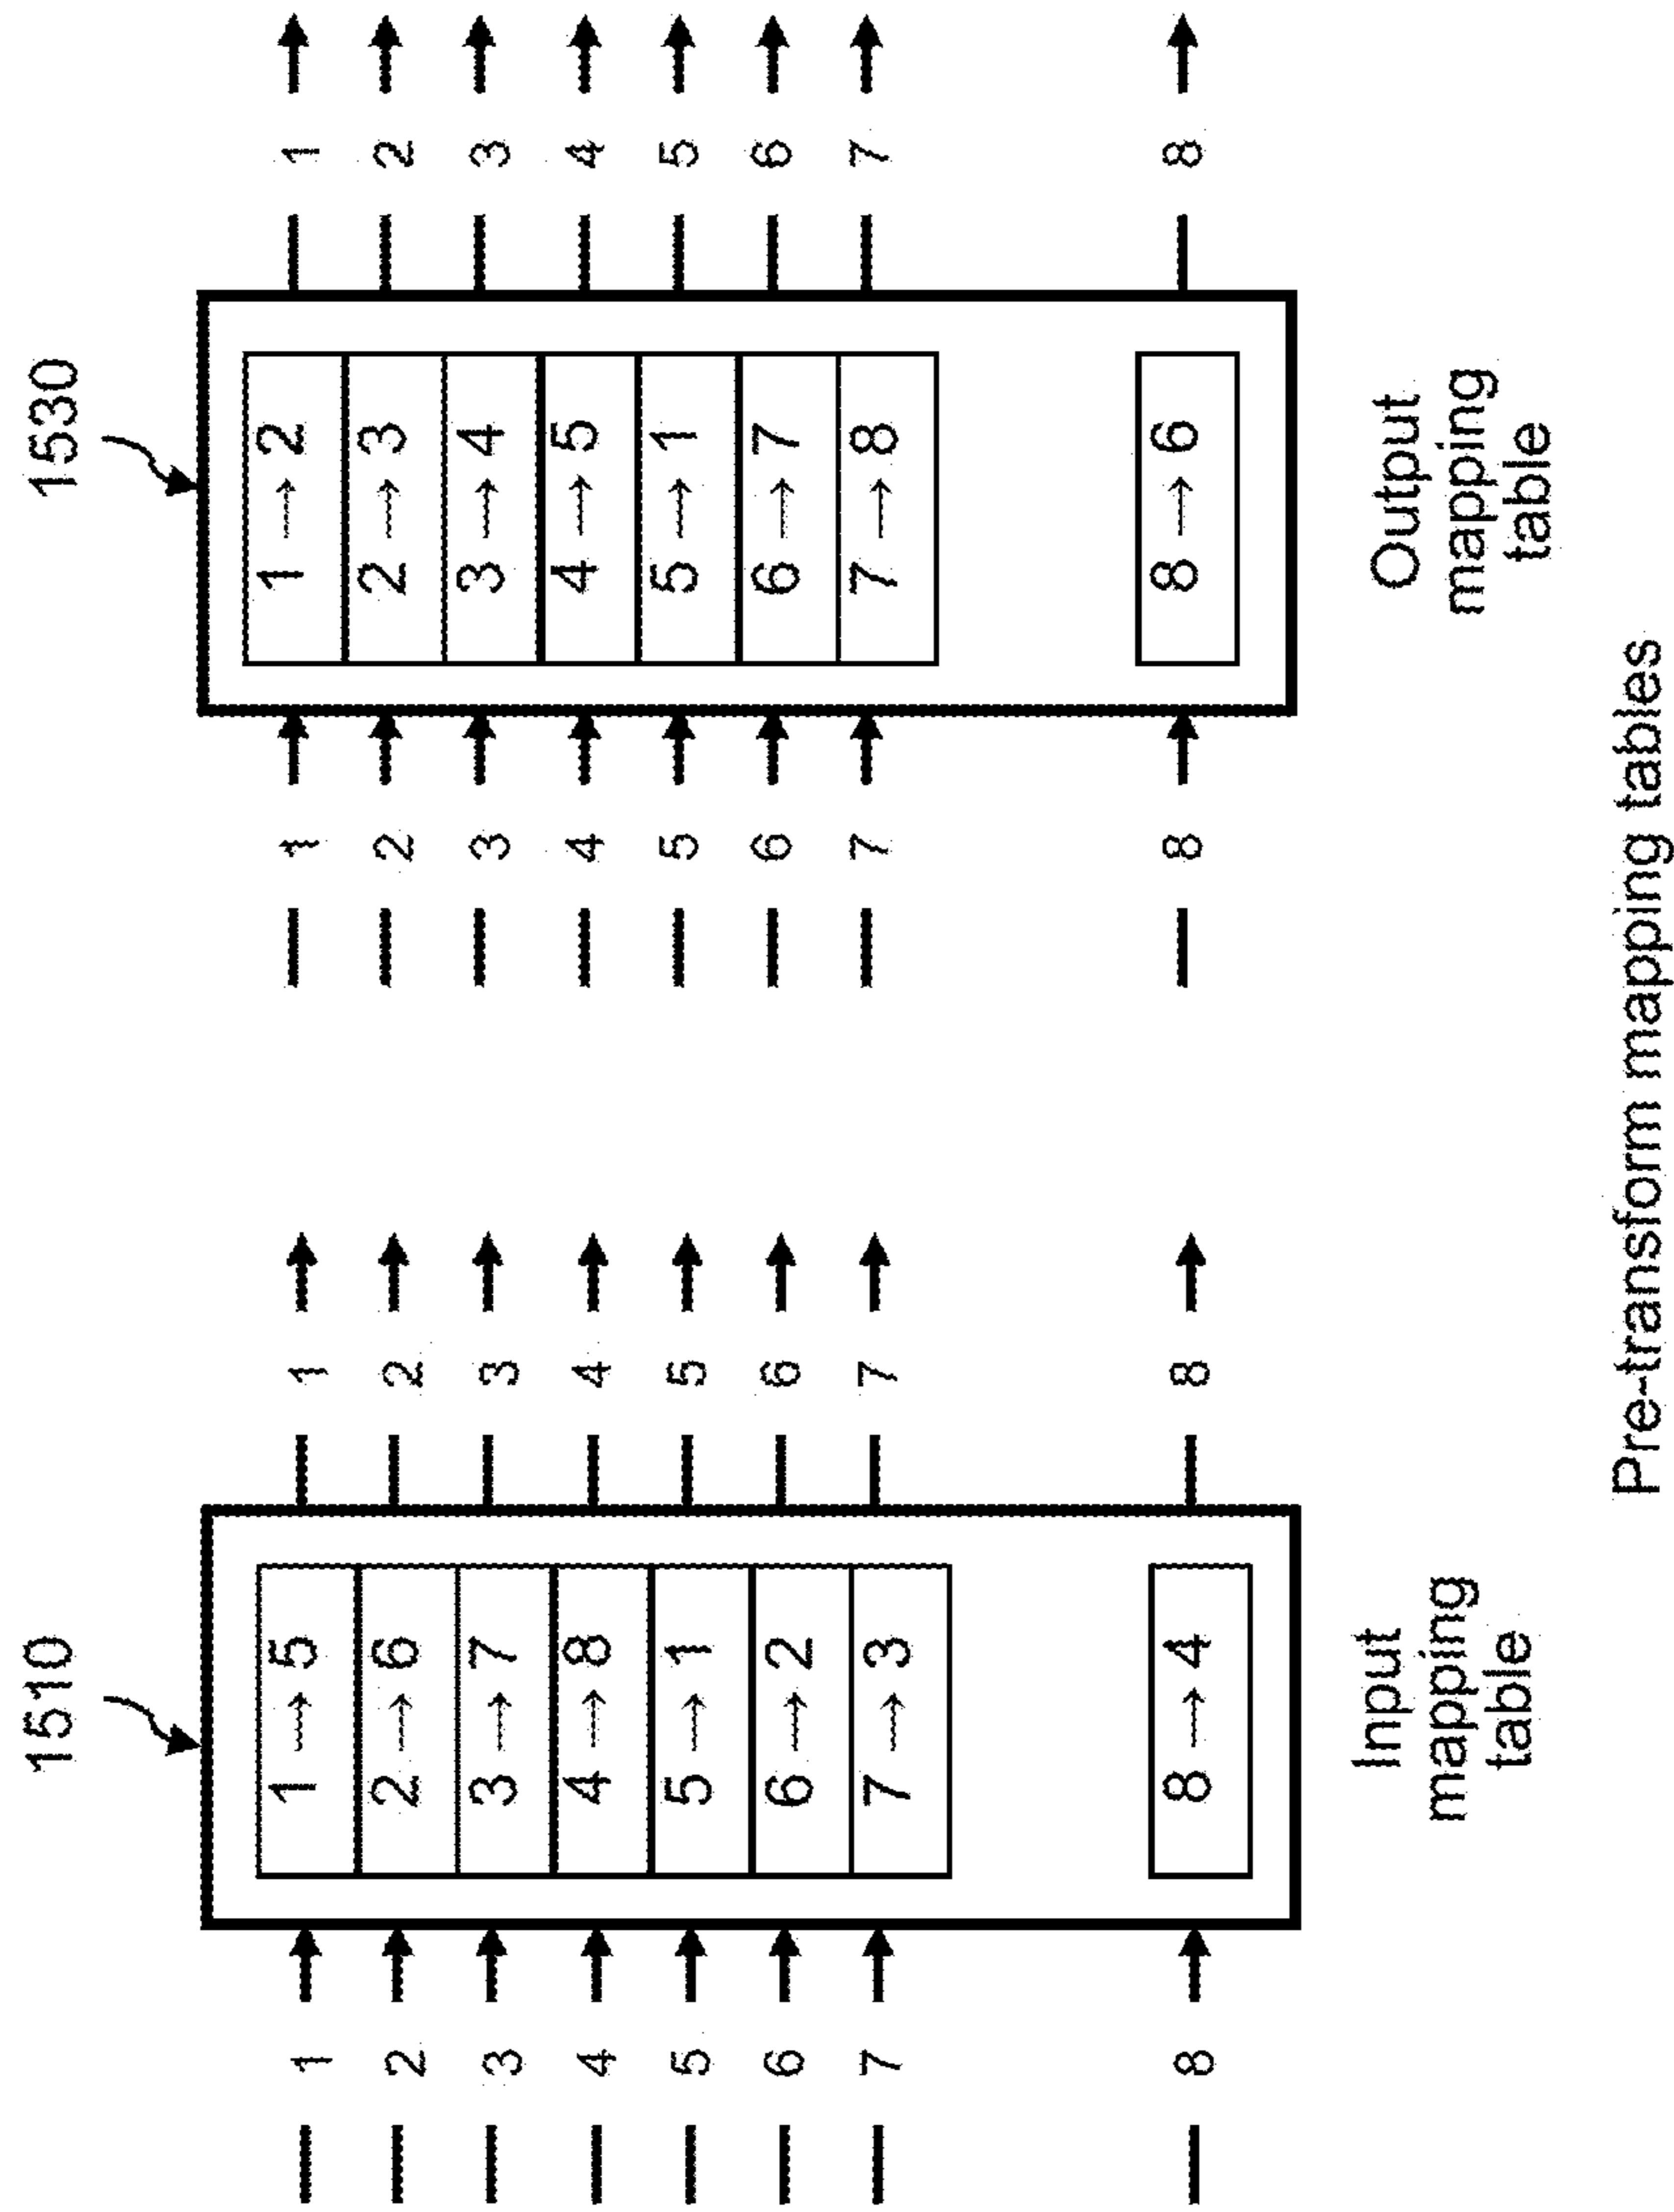 1510
1
2
3
4
5
6
7
8
1 → 5
2 → 6
3 → 7
4 → 8
5 → 1
6 → 2
7 → 3
8 → 4
1
2
3
4
5
6
7
8
Input
mapping
table
1530
1
2
3
4
5
6
7
8
1 → 2
2 → 3
3 → 4
4 → 5
5 → 1
6 → 7
7 → 8
8 → 6
1
2
3
4
5
6
7
8
Output
mapping
table
Pre-transform mapping tables